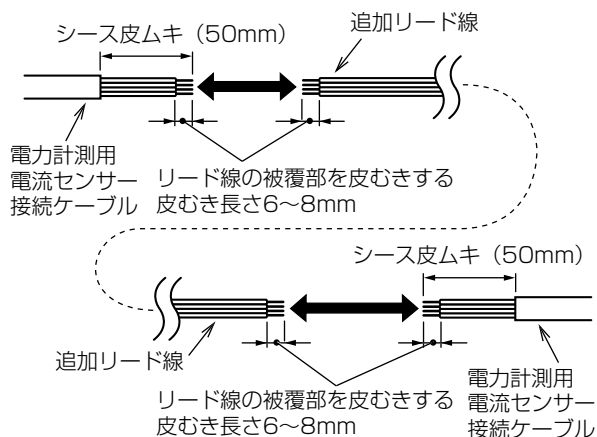 シース皮ムキ（50mm）
追加リード線
電力計測用
電流センサー
接続ケーブル
リード線の被覆部を皮むきする
皮むき長さ6～8mm
シース皮ムキ（50mm）
追加リード線
リード線の被覆部を皮むきする
皮むき長さ6～8mm
電力計測用
電流センサー
接続ケーブル